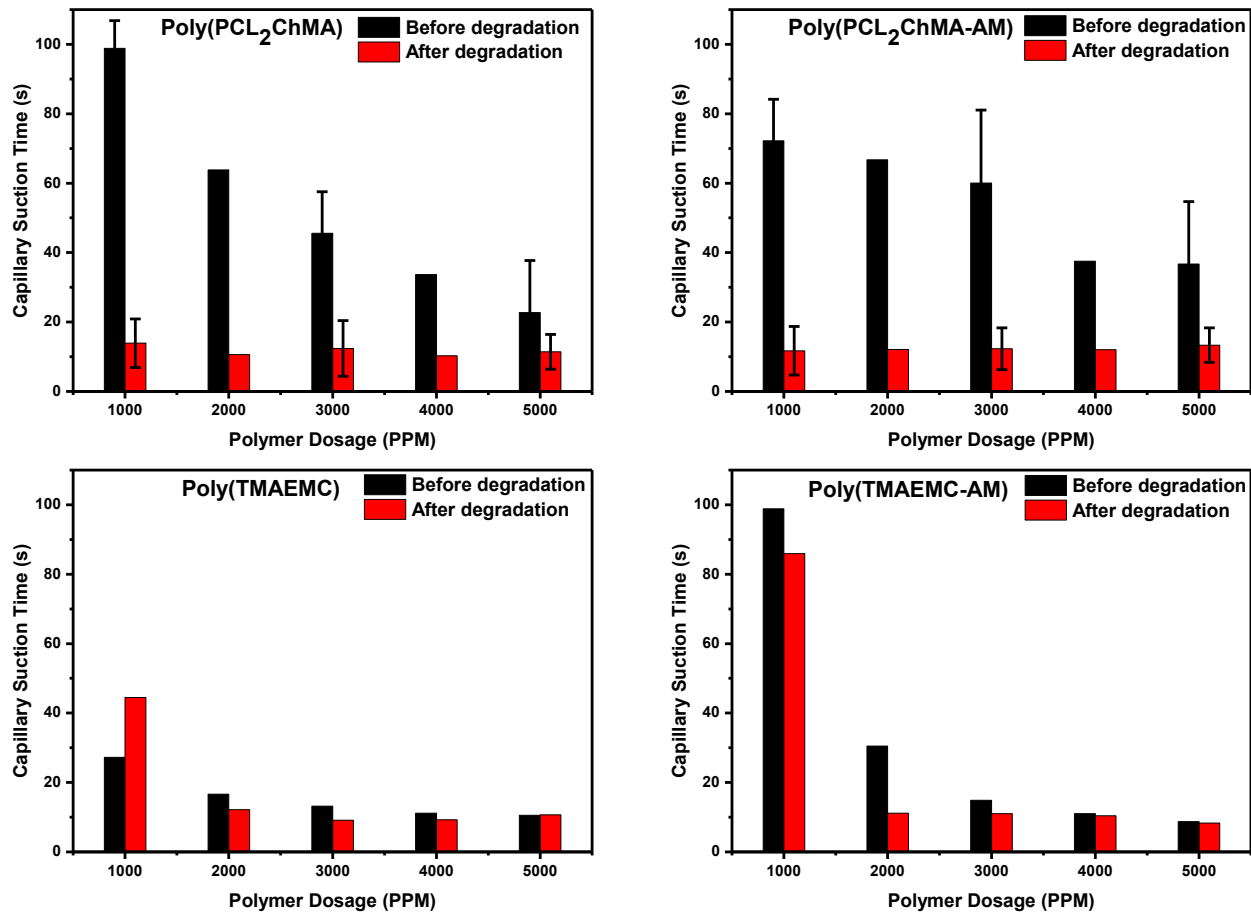 Poly(PCL₂ChMA)
Before degradation
After degradation
Capillary Suction Time (s)
100
80
60
40
20
0
1000 2000 3000 4000 5000
Polymer Dosage (PPM)
Poly(PCL₂ChMA-AM)
Before degradation
After degradation
Capillary Suction Time (s)
100
80
60
40
20
0
1000 2000 3000 4000 5000
Polymer Dosage (PPM)
Poly(TMAEMC)
Before degradation
After degradation
Capillary Suction Time (s)
100
80
60
40
20
0
1000 2000 3000 4000 5000
Polymer Dosage (PPM)
Poly(TMAEMC-AM)
Before degradation
After degradation
Capillary Suction Time (s)
100
80
60
40
20
0
1000 2000 3000 4000 5000
Polymer Dosage (PPM)